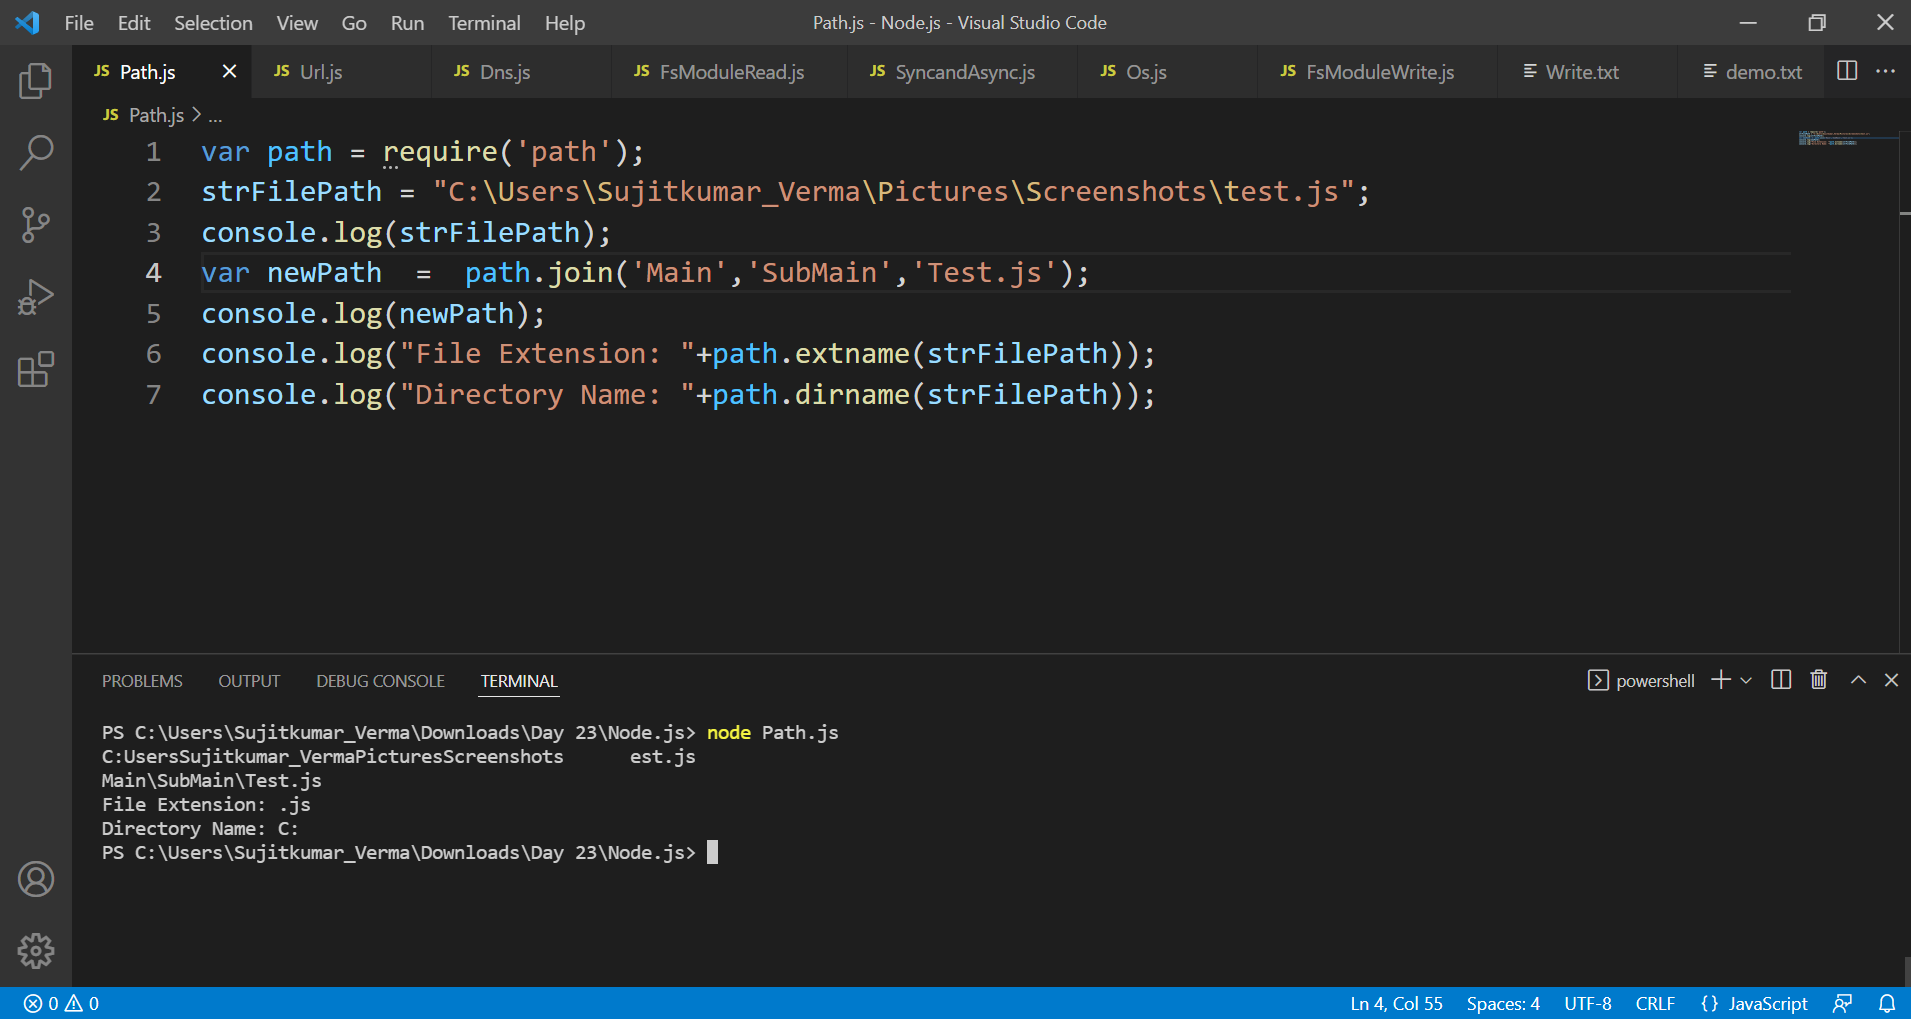 File Edit Selection View Go Run Terminal Help Path.js - Node.js - Visual Studio Code
JS Path.js JS Url.js JS Dns.js JS FsModuleRead.js JS SyncandAsync.js JS Os.js JS FsModuleWrite.js Write.txt demo.txt
JS Path.js > ...
1 var path = require('path');
2 strFilePath = "C:\Users\Sujitkumar_Verma\Pictures\Screenshots\test.js";
3 console.log(strFilePath);
4 var newPath  =  path.join('Main','SubMain','Test.js');
5 console.log(newPath);
6 console.log("File Extension: "+path.extname(strFilePath));
7 console.log("Directory Name: "+path.dirname(strFilePath));
PROBLEMS OUTPUT DEBUG CONSOLE TERMINAL powershell
PS C:\Users\Sujitkumar_Verma\Downloads\Day 23\Node.js> node Path.js
C:UsersSujitkumar_VermaPicturesScreenshots      est.js
Main\SubMain\Test.js
File Extension: .js
Directory Name: C:
PS C:\Users\Sujitkumar_Verma\Downloads\Day 23\Node.js>
0 0 Ln 4, Col 55 Spaces: 4 UTF-8 CRLF {} JavaScript